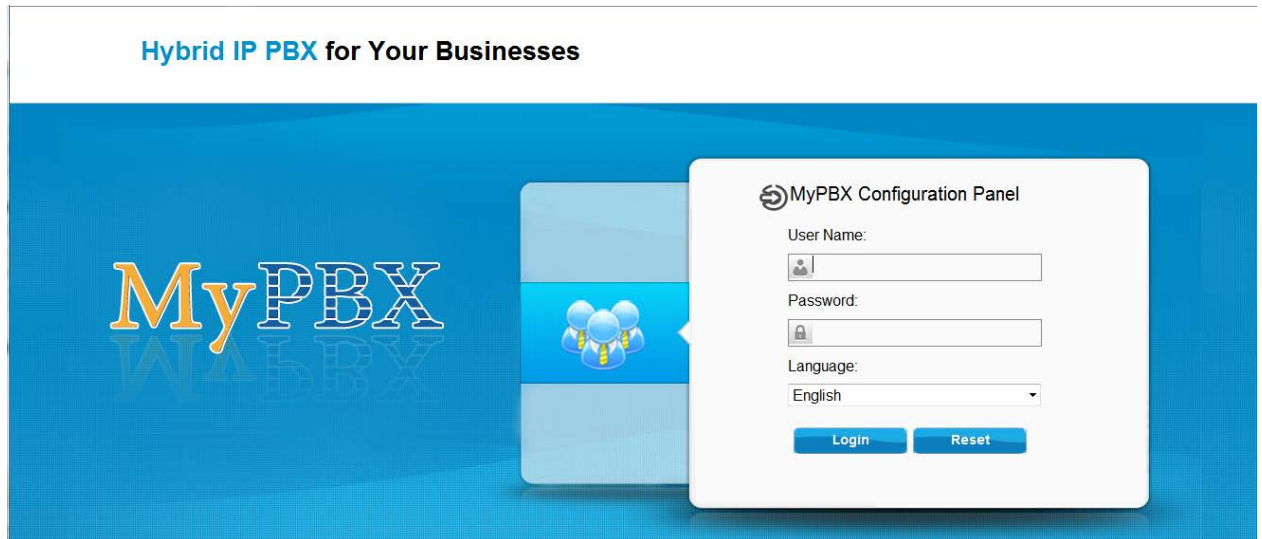 Hybrid IP PBX for Your Businesses
MyPBX
MyPBX Configuration Panel
User Name:
Password:
Language:
English
Login
Reset